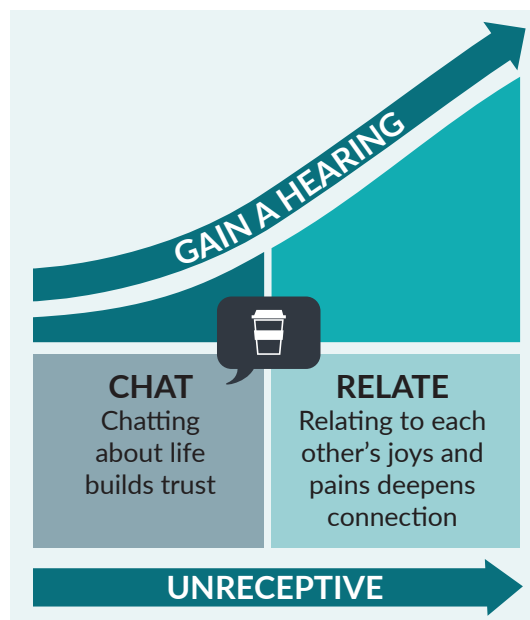 GAIN A HEARING
CHAT
Chatting
about life
builds trust
RELATE
Relating to each
other’s joys and
pains deepens
connection
UNRECEPTIVE